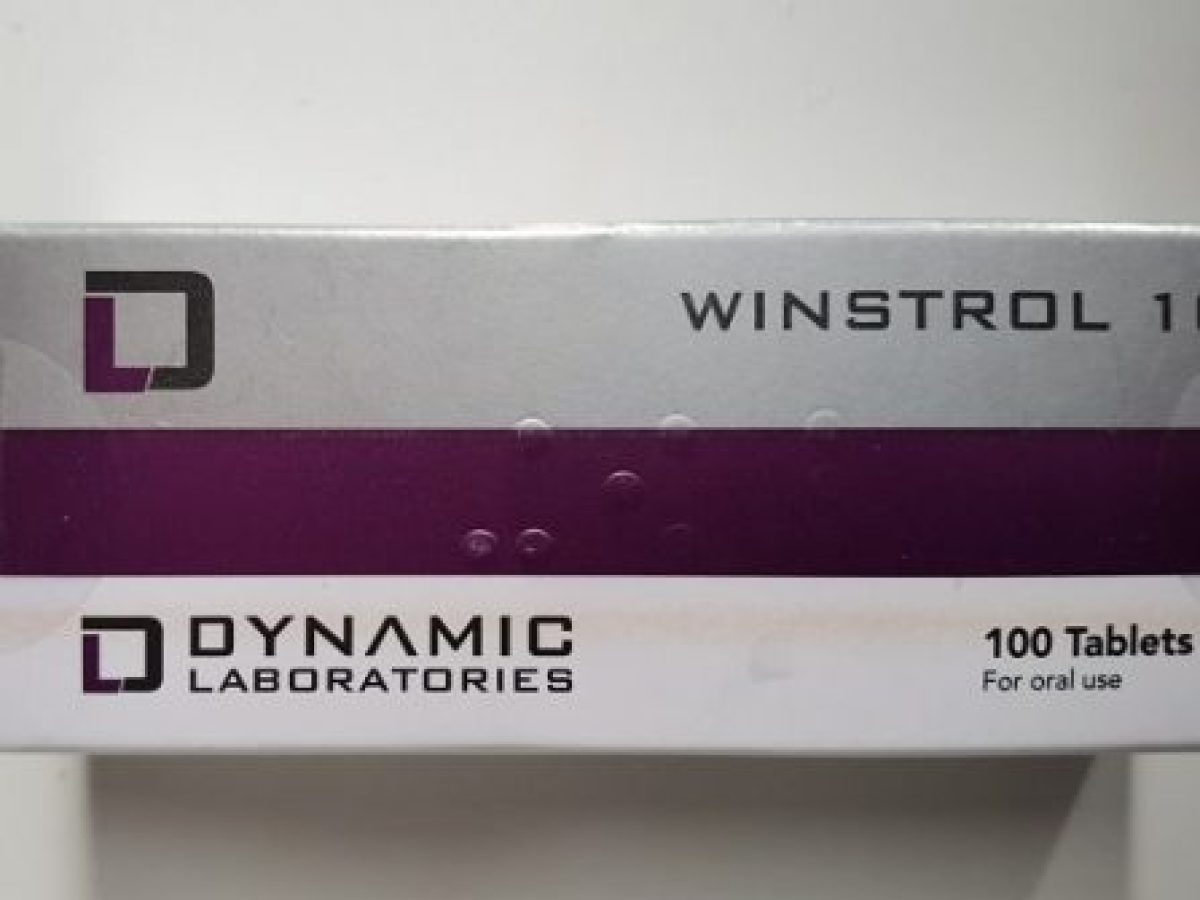 WINSTROL
DYNAMIC
LABORATORIES
100 Tablets
For oral use